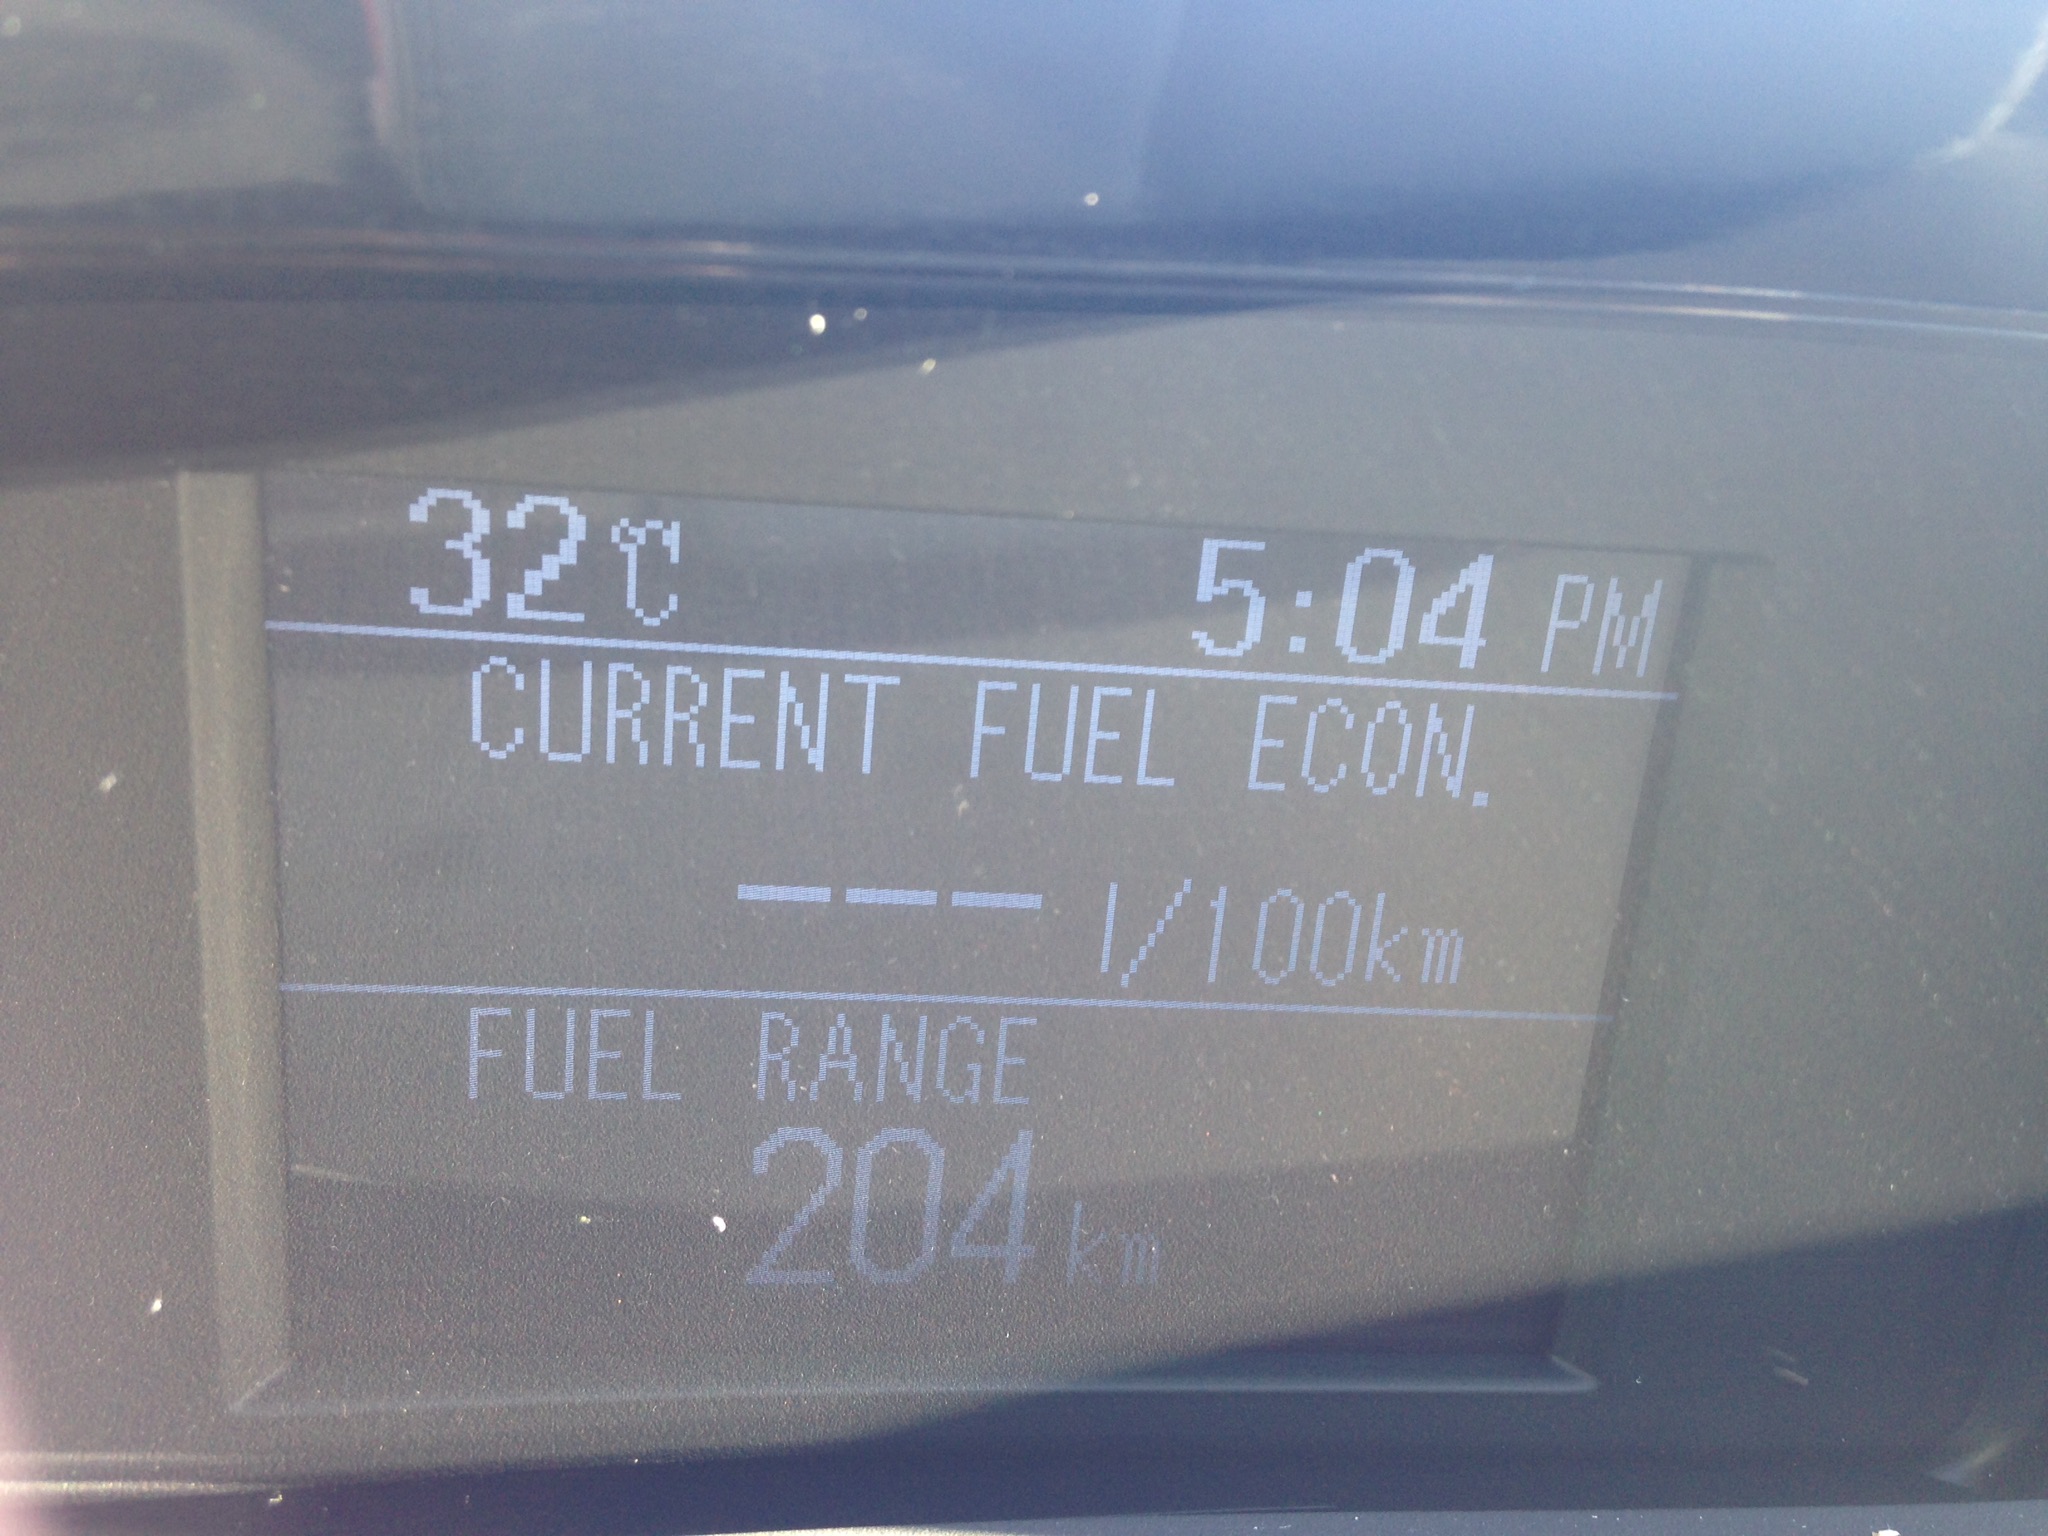 32℃ 5:04 PM
CURRENT FUEL ECON.
--- l/100km
FUEL RANGE
204 km